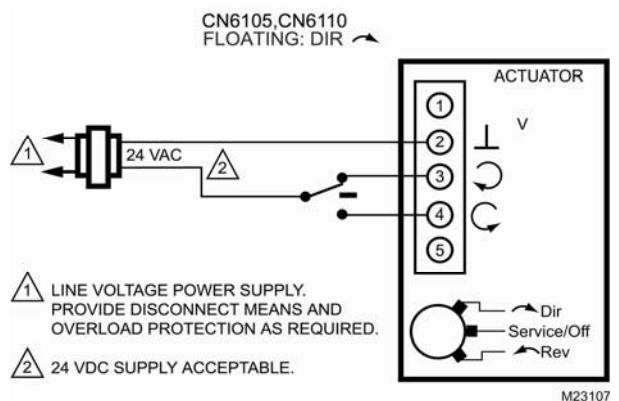 CN6105,CN6110
FLOATING: DIR
ACTUATOR
1
V
2
1
24 VAC
2
3
4
5
1 LINE VOLTAGE POWER SUPPLY.
PROVIDE DISCONNECT MEANS AND
OVERLOAD PROTECTION AS REQUIRED.
2 24 VDC SUPPLY ACCEPTABLE.
Dir
Service/Off
Rev
M23107